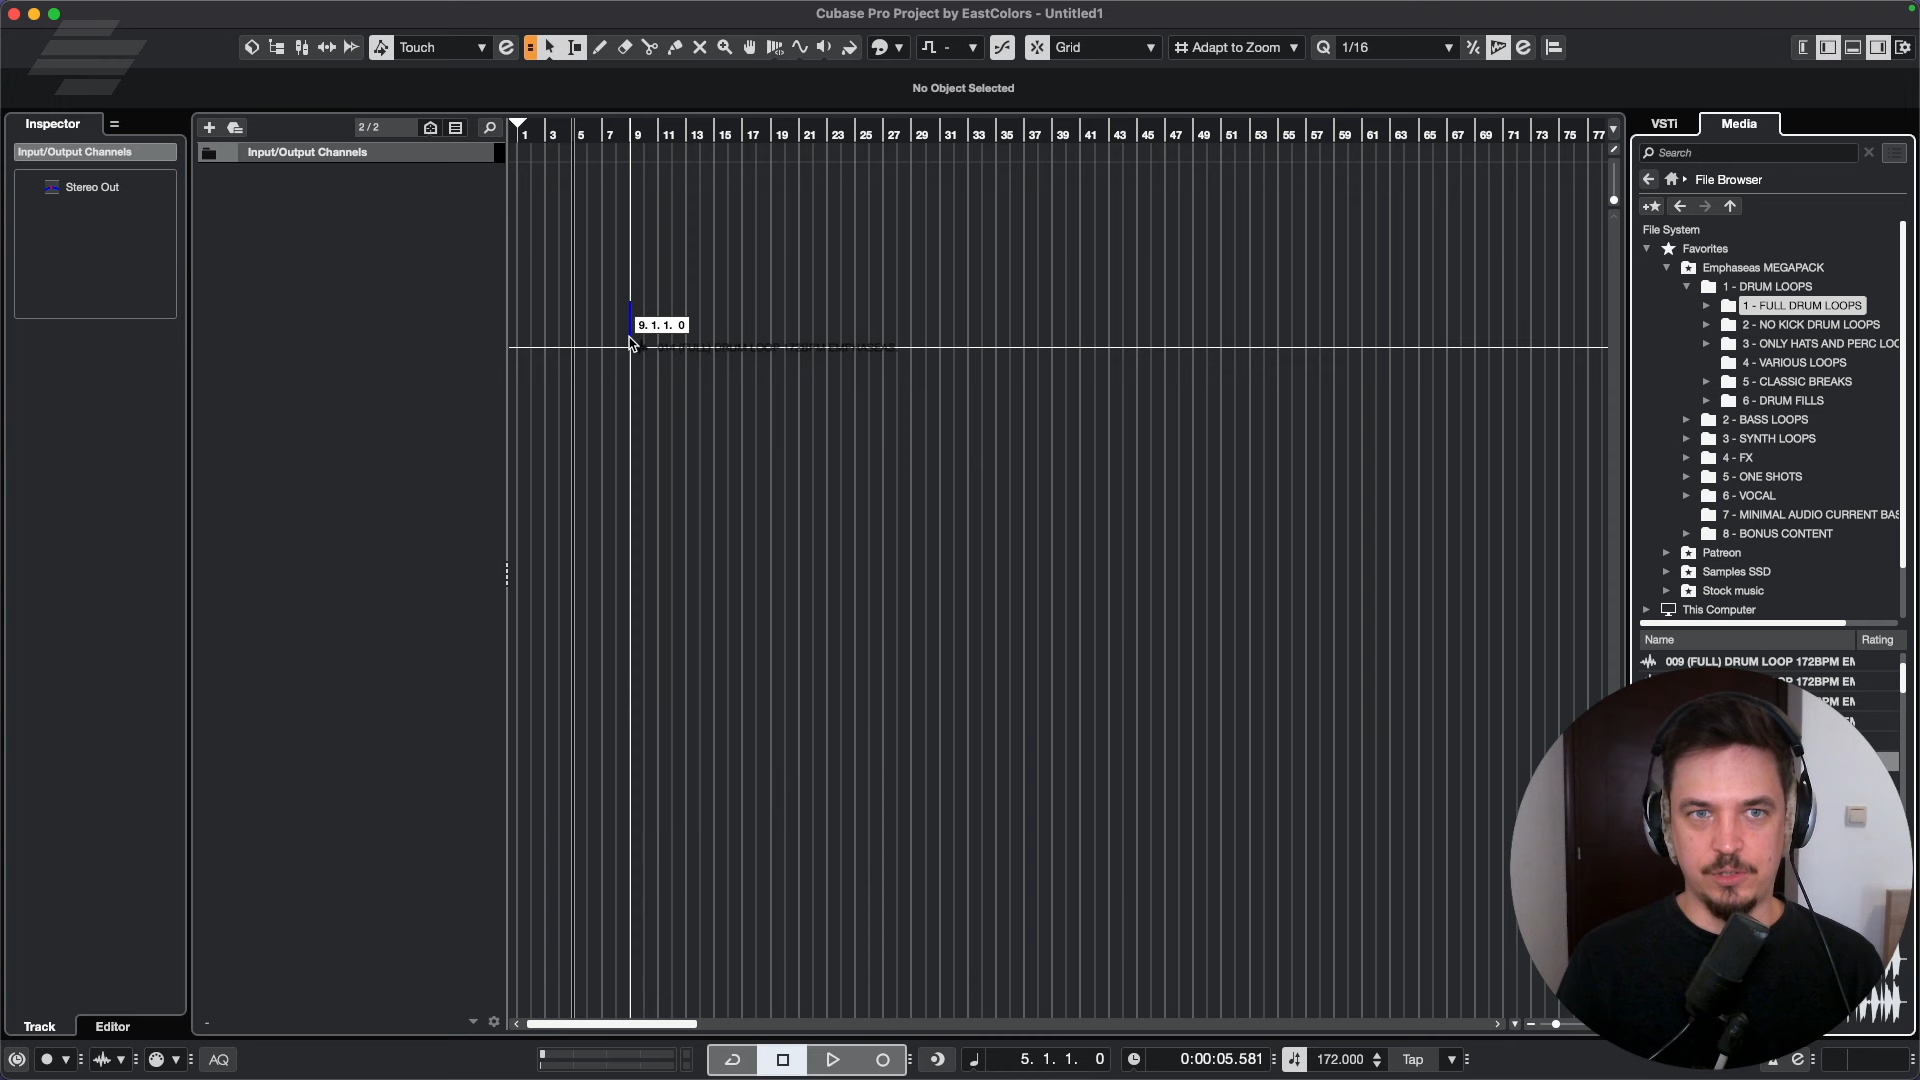 Cubase Pro Project by EastColors - Untitled1
Touch
Grid
Adapt to Zoom
Q
1/16
No Object Selected
Inspector
Input/Output Channels
Stereo Out
2 / 2
Input/Output Channels
1 3 5 7 9 11 13 15 17 19 21 23 25 27 29 31 33 35 37 39 41 43 45 47 49 51 53 55 57 59 61 63 65 67 69 71 73 75 77
9. 1. 1. 0
VSTi
Media
Search
File Browser
File System
Favorites
Emphaseas MEGAPACK
1 - DRUM LOOPS
1 - FULL DRUM LOOPS
2 - NO KICK DRUM LOOPS
3 - ONLY HATS AND PERC LOO
4 - VARIOUS LOOPS
5 - CLASSIC BREAKS
6 - DRUM FILLS
2 - BASS LOOPS
3 - SYNTH LOOPS
4 - FX
5 - ONE SHOTS
6 - VOCAL
7 - MINIMAL AUDIO CURRENT BAS
8 - BONUS CONTENT
Patreon
Samples SSD
Stock music
This Computer
Name
Rating
009 (FULL) DRUM LOOP 172BPM EM
172BPM EM
Track
Editor
AQ
5. 1. 1. 0
0:00:05.581
172.000
Tap